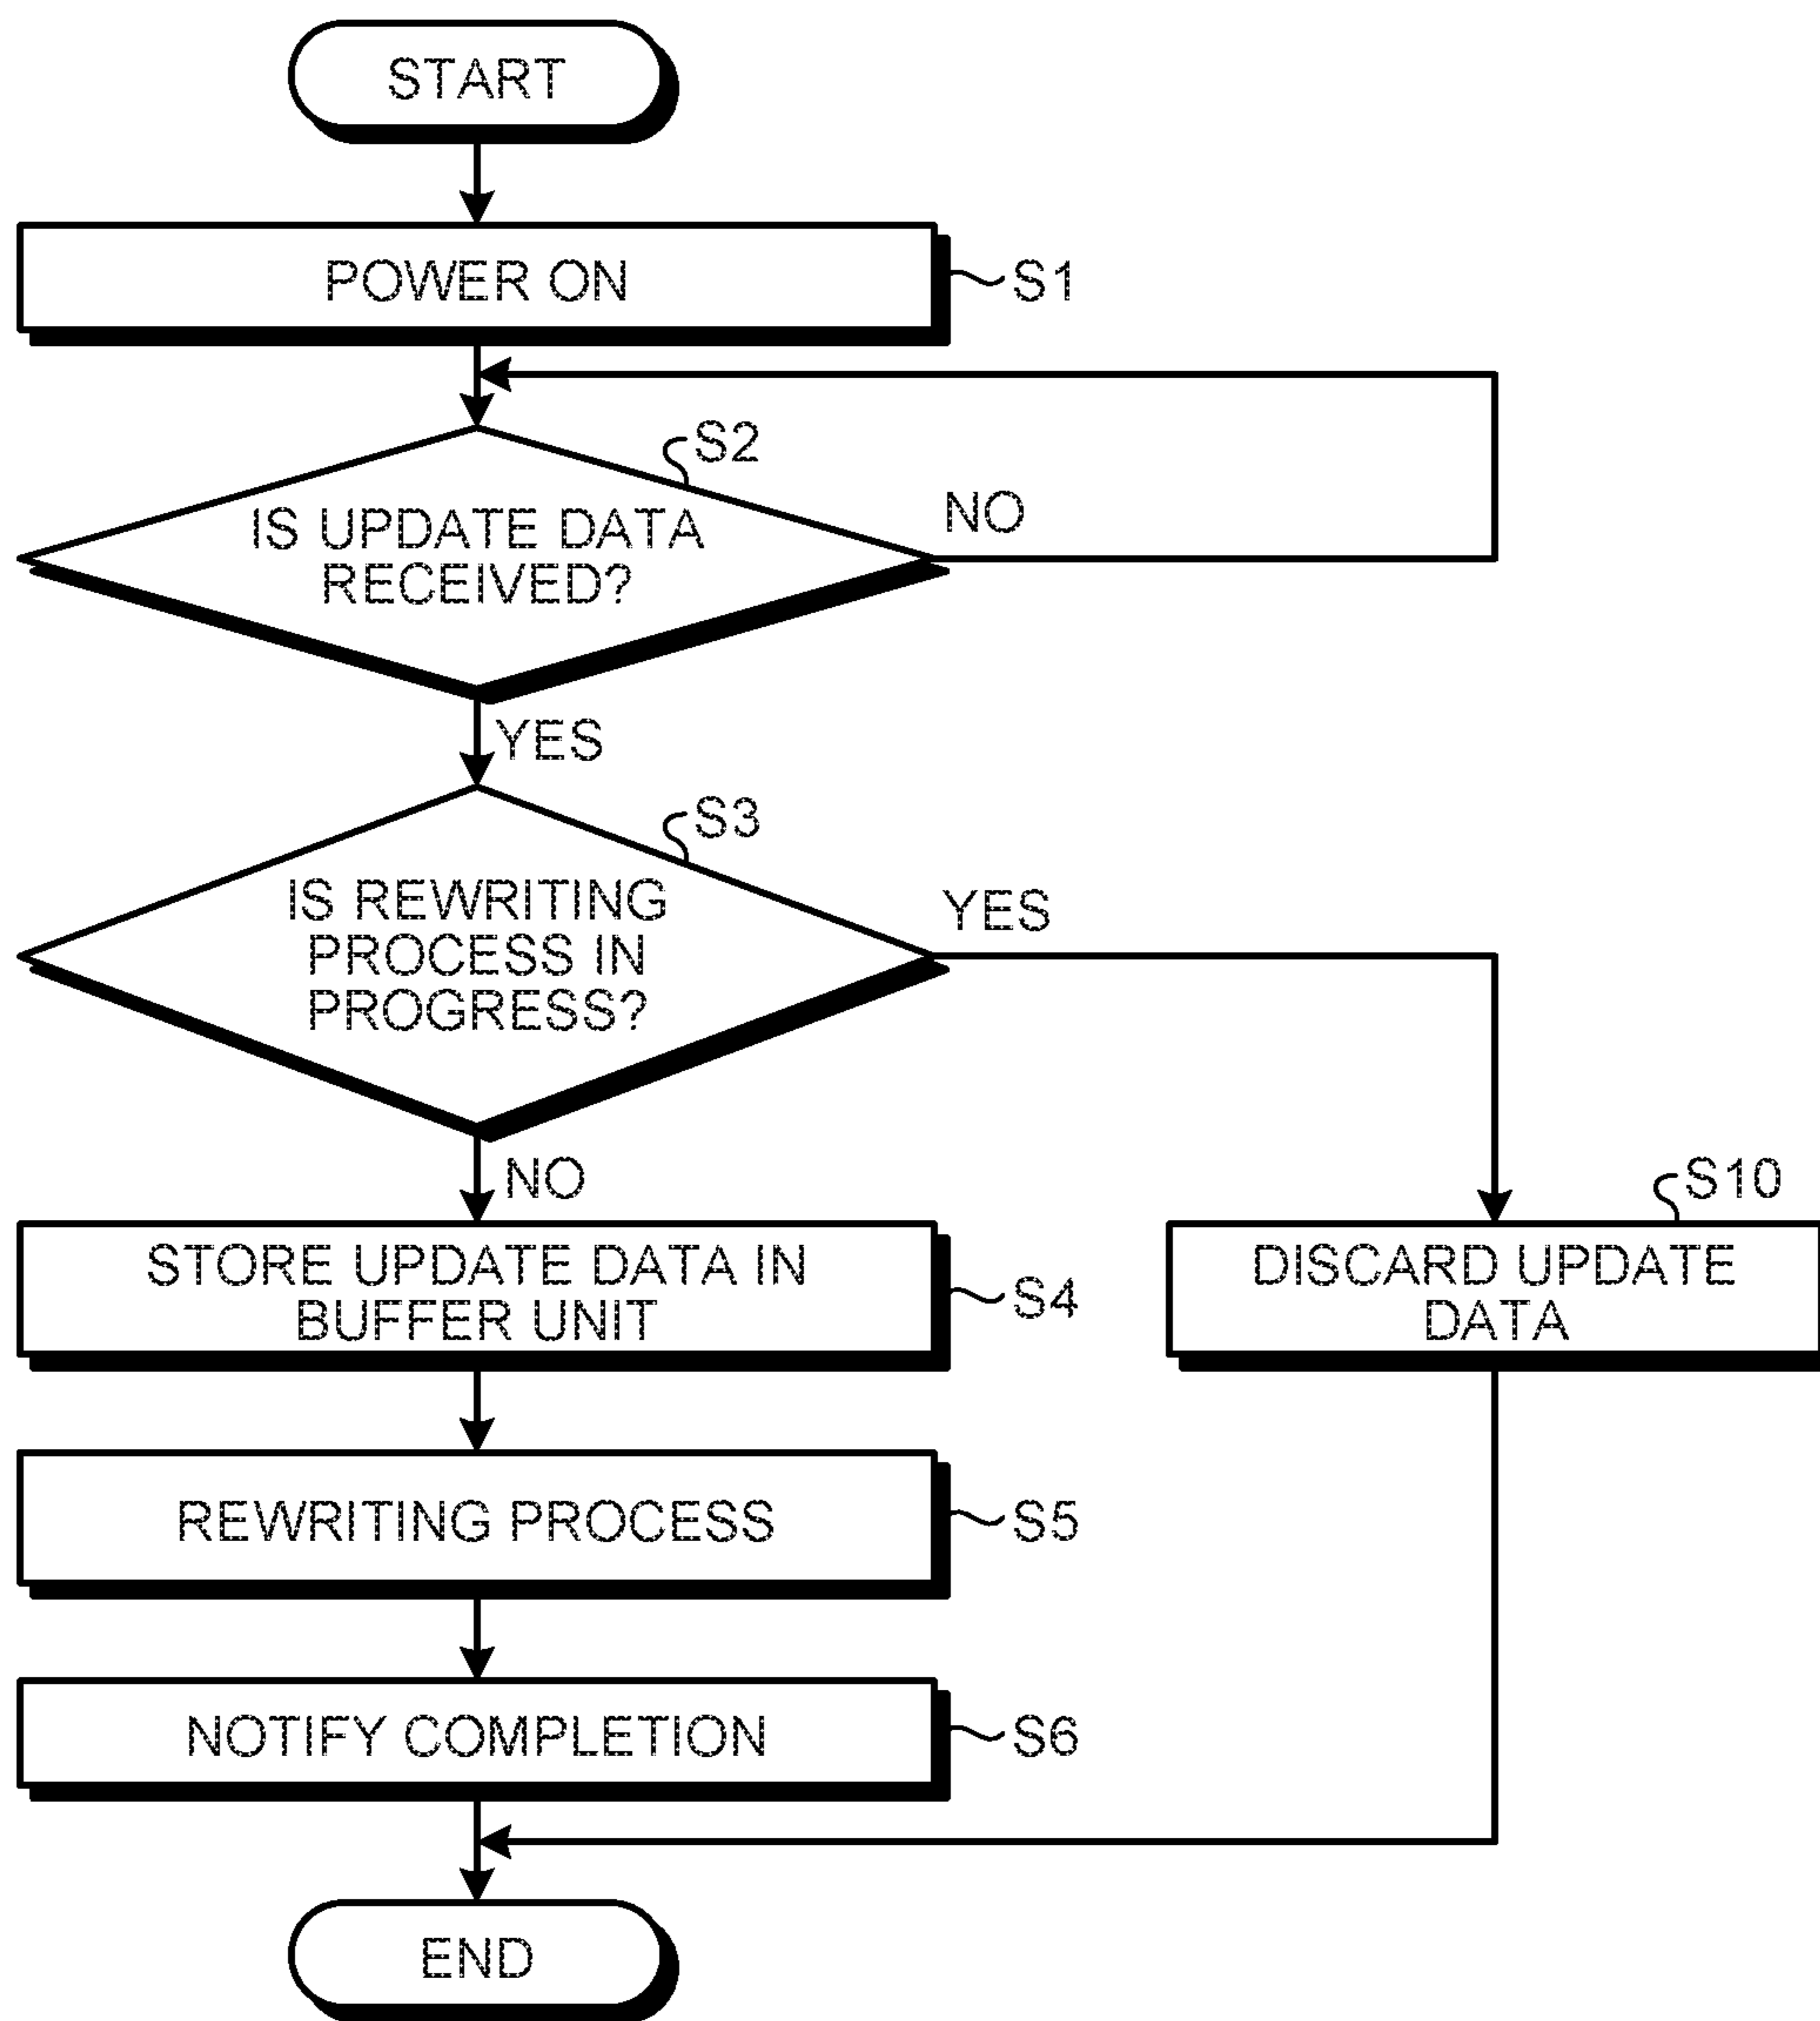 START
POWER ON
S1
S2
IS UPDATE DATA
RECEIVED?
NO
YES
S3
IS REWRITING
PROCESS IN
PROGRESS?
YES
NO
S10
STORE UPDATE DATA IN
BUFFER UNIT
S4
DISCARD UPDATE
DATA
REWRITING PROCESS
S5
NOTIFY COMPLETION
S6
END